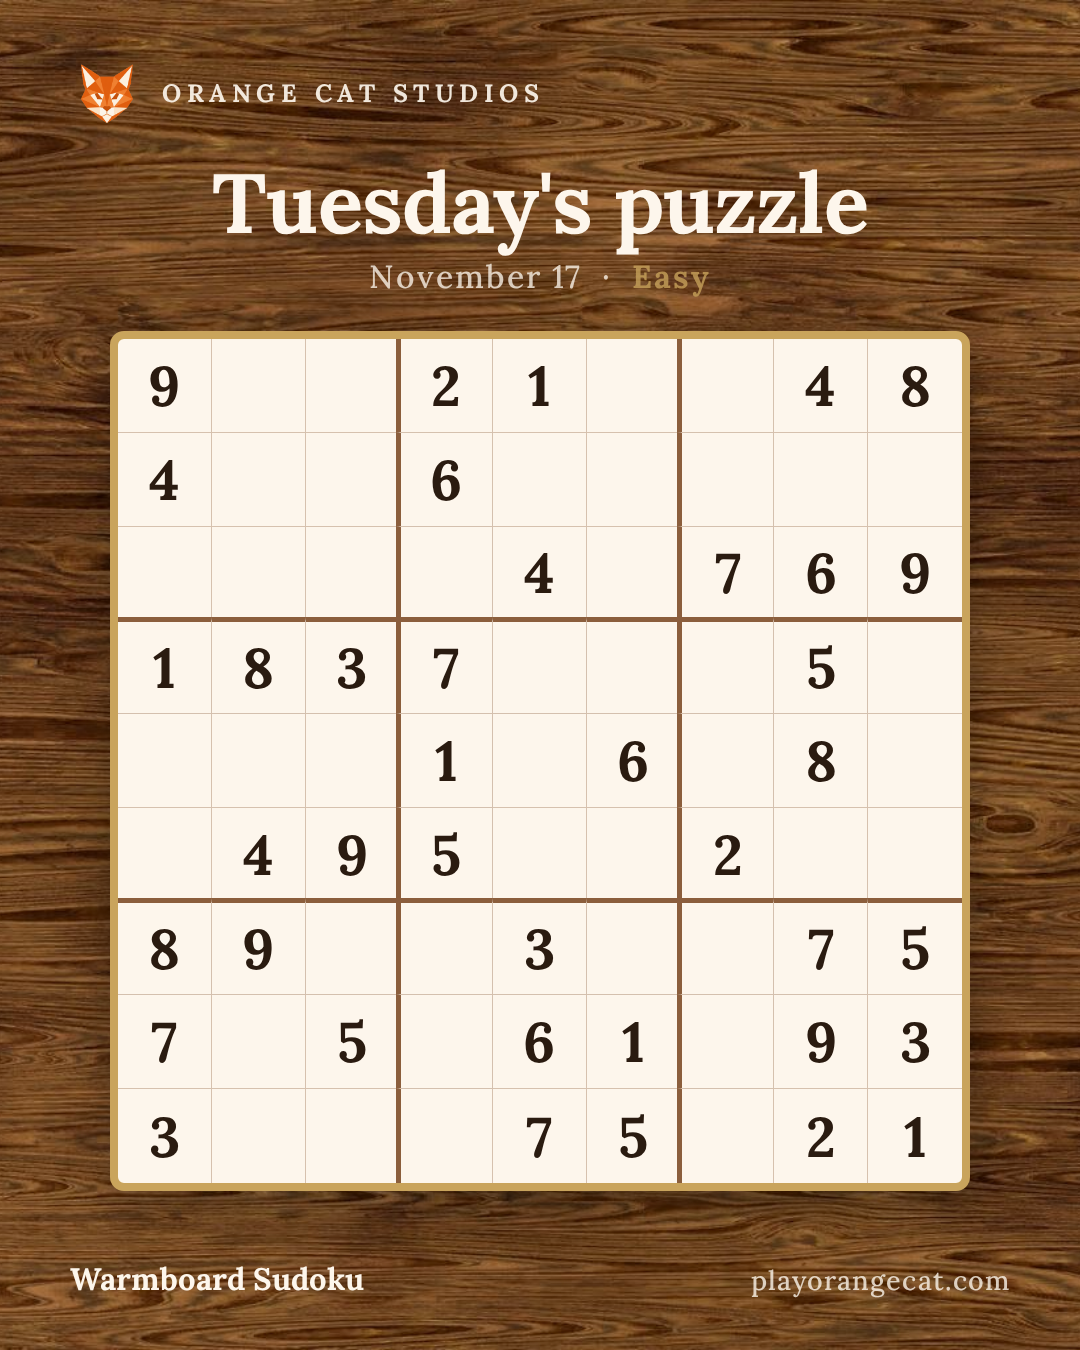 ORANGE CAT STUDIOS
Tuesday's puzzle
November 17 · Easy
9 2 1 4 8
4 6
4 7 6 9
1 8 3 7 5
1 6 8
4 9 5 2
8 9 3 7 5
7 5 6 1 9 3
3 7 5 2 1
Warmboard Sudoku
playorangecat.com